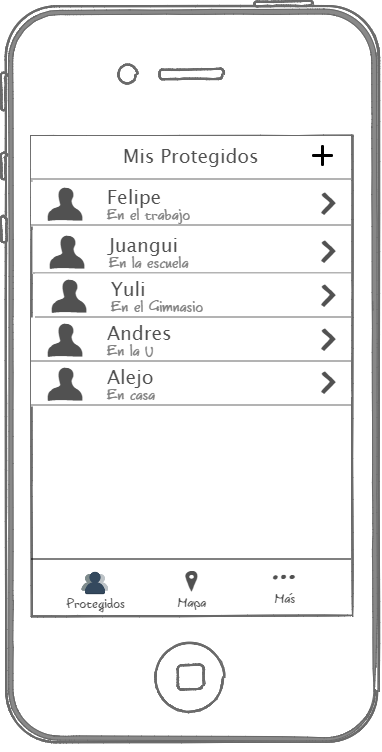 Mis Protegidos
Felipe
En el trabajo
Juangui
En la escuela
Yuli
En el Gimnasio
Andres
En la U
Alejo
En casa
Protegidos
Mapa
Más